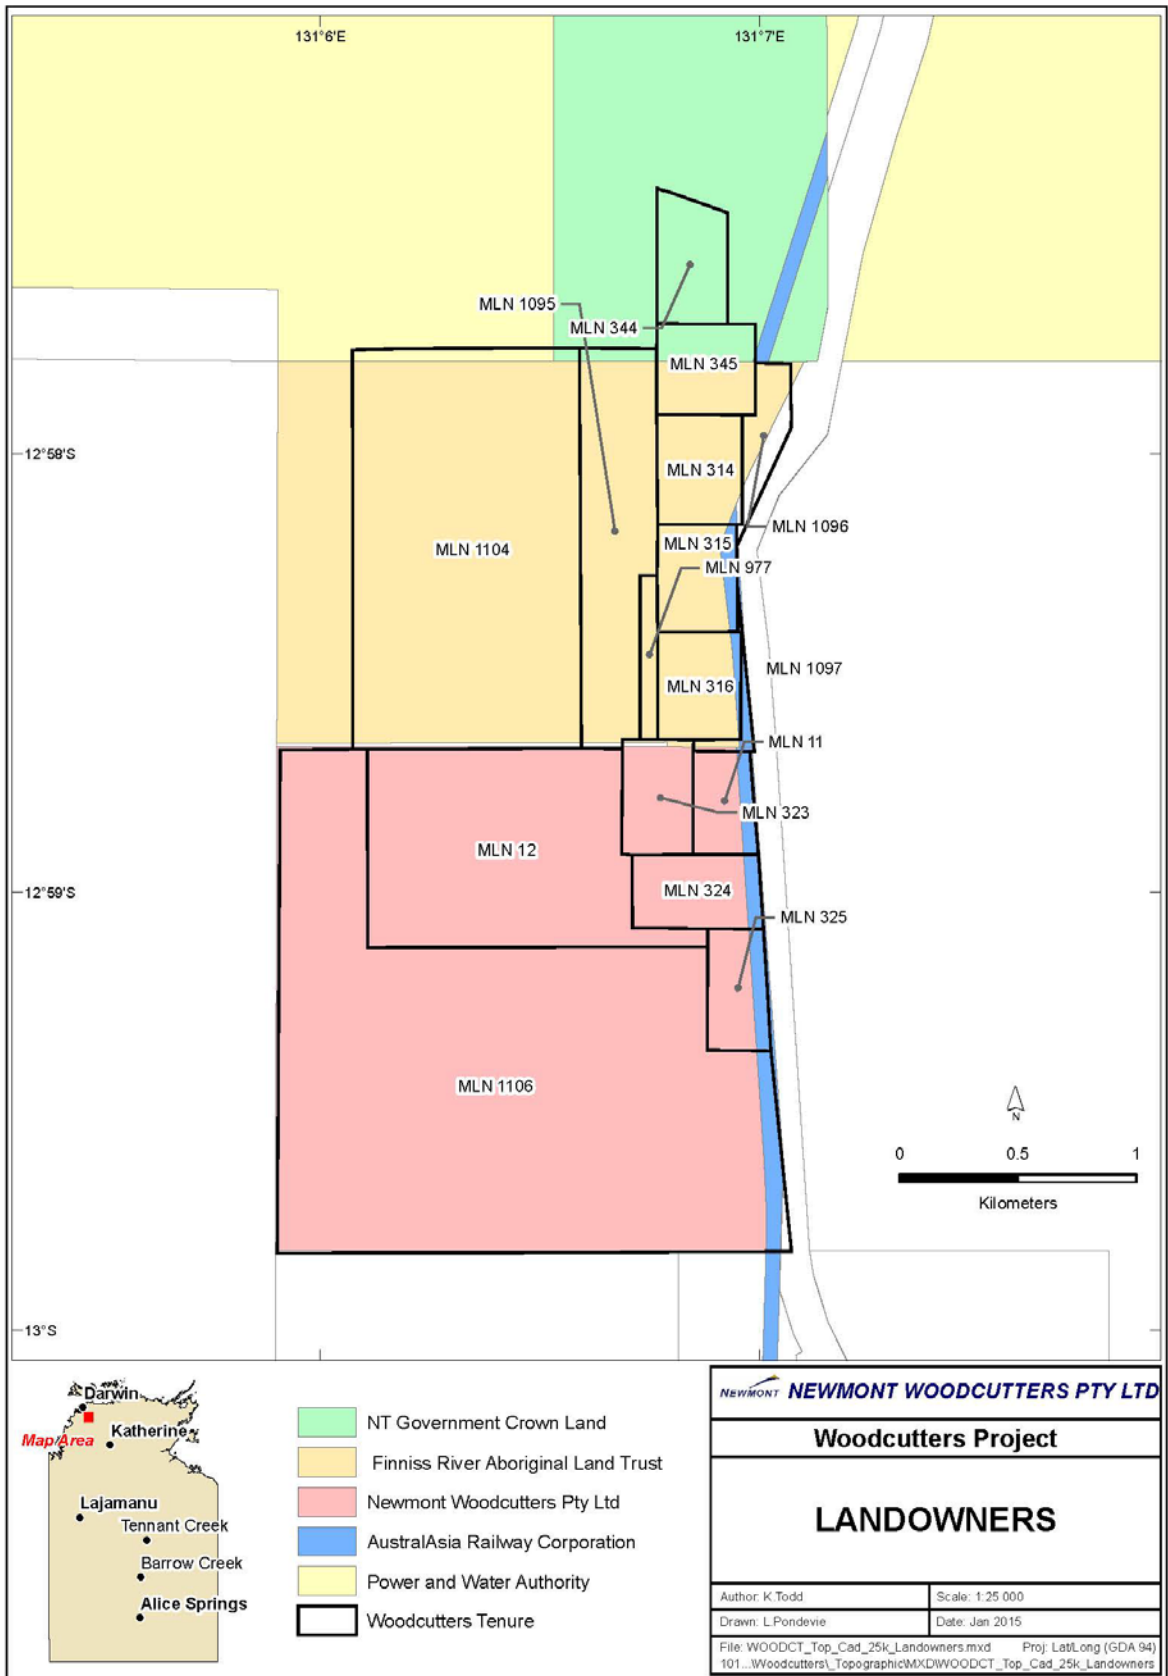 131°6'E
131°7'E
MLN 1095
MLN 344
MLN 345
12°58'S
MLN 314
MLN 1096
MLN 1104
MLN 315
MLN 977
MLN 1097
MLN 316
MLN 11
MLN 323
MLN 12
MLN 324
12°59'S
MLN 325
MLN 1106
N
0 0.5 1
Kilometers
13°S
Darwin
Map Area
Katherine
Lajamanu
Tennant Creek
Barrow Creek
Alice Springs
NT Government Crown Land
Finniss River Aboriginal Land Trust
Newmont Woodcutters Pty Ltd
AustralAsia Railway Corporation
Power and Water Authority
Woodcutters Tenure
NEWMONT NEWMONT WOODCUTTERS PTY LTD
Woodcutters Project
LANDOWNERS
Author: K.Todd Scale: 1:25 000
Drawn: L.Pondevie Date: Jan 2015
File: WOODCT_Top_Cad_25k_Landowners.mxd Proj: Lat/Long (GDA 94)
101...Woodcutters\_Topographic\MXD\WOODCT_Top_Cad_25k_Landowners